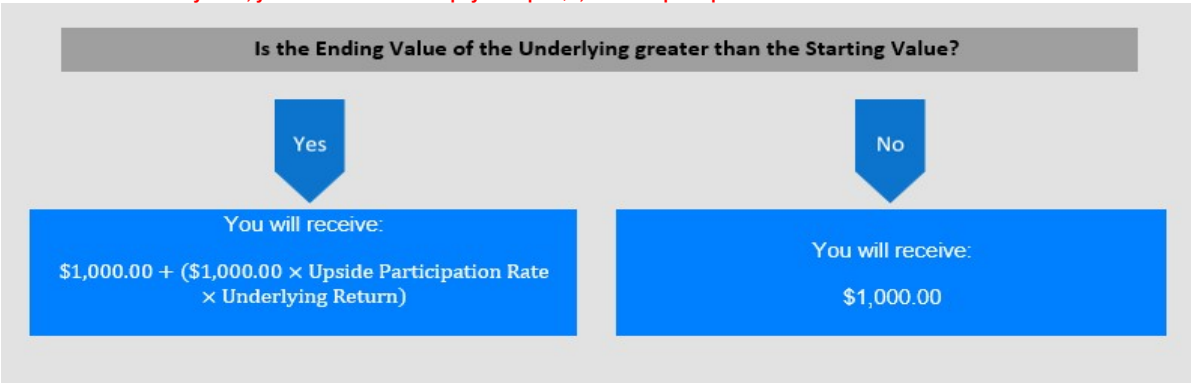 Is the Ending Value of the Underlying greater than the Starting Value?
Yes
No
You will receive:
$1,000.00 + ($1,000.00 × Upside Participation Rate
× Underlying Return)
You will receive:
$1,000.00